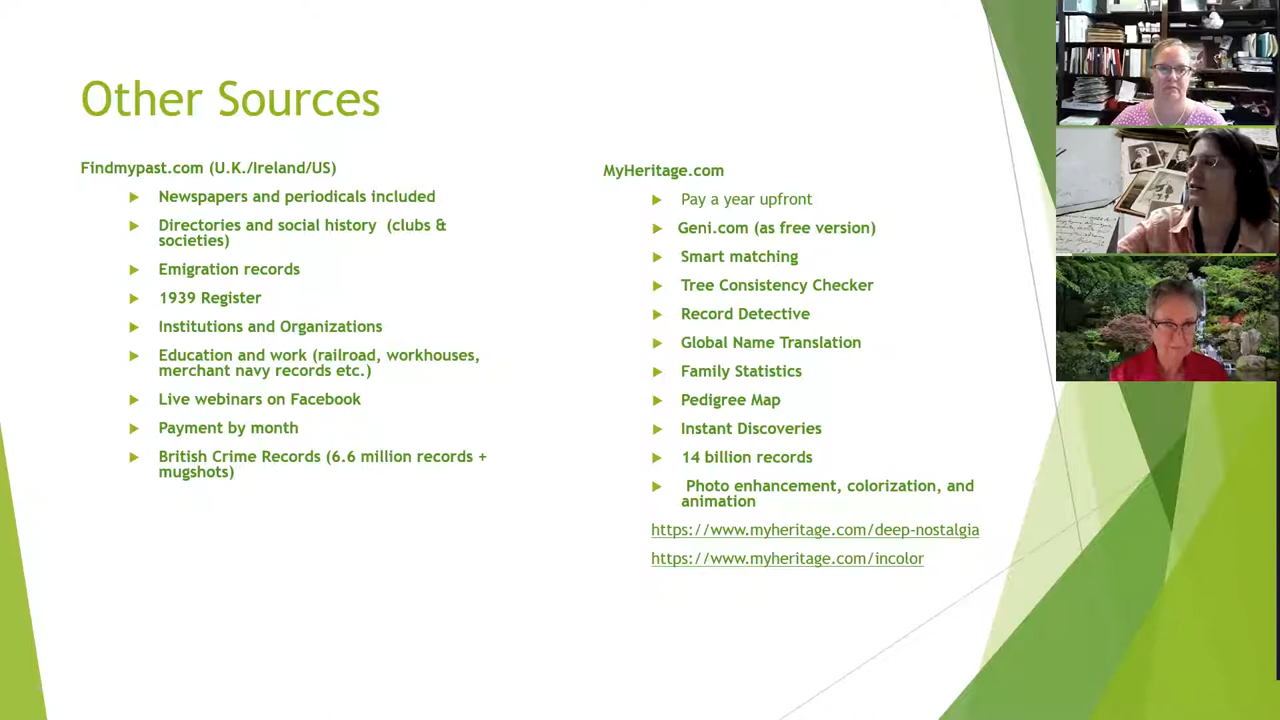 Other Sources
Findmypast.com (U.K./Ireland/US)
Newspapers and periodicals included
Directories and social history (clubs &
societies)
Emigration records
1939 Register
Institutions and Organizations
Education and work (railroad, workhouses,
merchant navy records etc.)
Live webinars on Facebook
Payment by month
British Crime Records (6.6 million records +
mugshots)
MyHeritage.com
Pay a year upfront
Geni.com (as free version)
Smart matching
Tree Consistency Checker
Record Detective
Global Name Translation
Family Statistics
Pedigree Map
Instant Discoveries
14 billion records
Photo enhancement, colorization, and
animation
https://www.myheritage.com/deep-nostalgia
https://www.myheritage.com/incolor